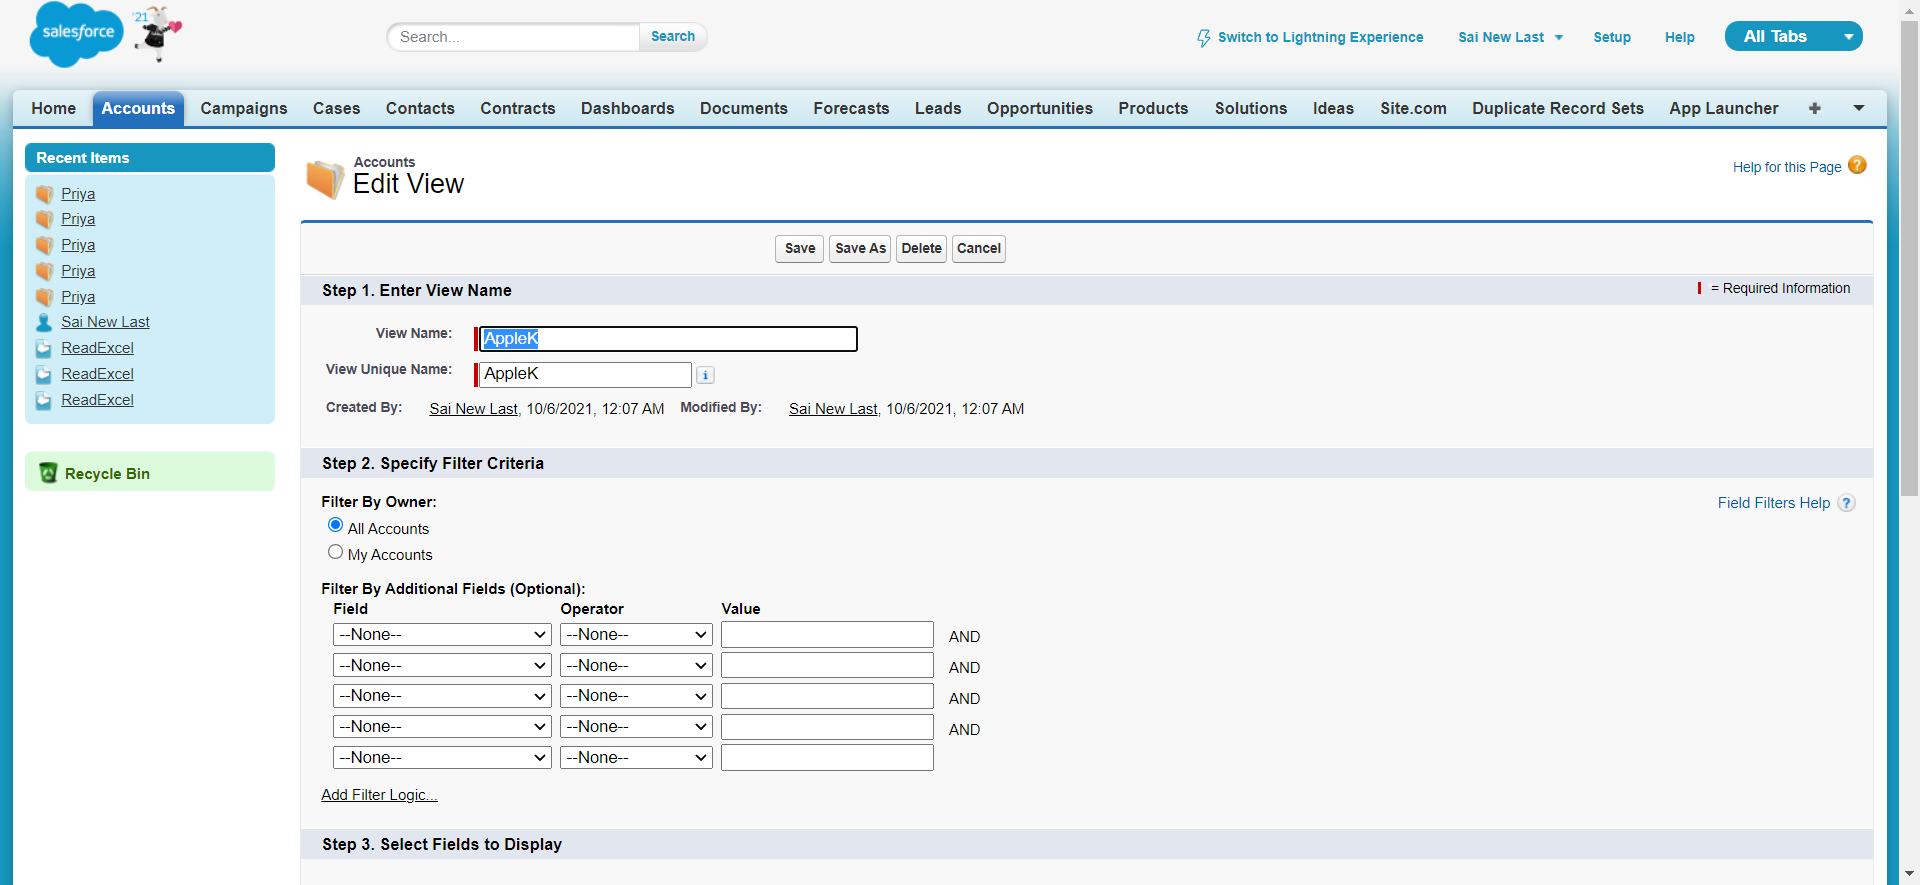 salesforce
'21
Search...
Search
Switch to Lightning Experience
Sai New Last
Setup
Help
All Tabs
Home
Accounts
Campaigns
Cases
Contacts
Contracts
Dashboards
Documents
Forecasts
Leads
Opportunities
Products
Solutions
Ideas
Site.com
Duplicate Record Sets
App Launcher
+
Recent Items
Priya
Priya
Priya
Priya
Priya
Sai New Last
ReadExcel
ReadExcel
ReadExcel
Recycle Bin
Accounts
Edit View
Help for this Page ?
Save
Save As
Delete
Cancel
Step 1. Enter View Name
= Required Information
View Name: AppleK
View Unique Name: AppleK i
Created By: Sai New Last, 10/6/2021, 12:07 AM Modified By: Sai New Last, 10/6/2021, 12:07 AM
Step 2. Specify Filter Criteria
Filter By Owner:
Field Filters Help ?
All Accounts
My Accounts
Filter By Additional Fields (Optional):
Field Operator Value
--None-- --None-- AND
--None-- --None-- AND
--None-- --None-- AND
--None-- --None-- AND
--None-- --None--
Add Filter Logic...
Step 3. Select Fields to Display